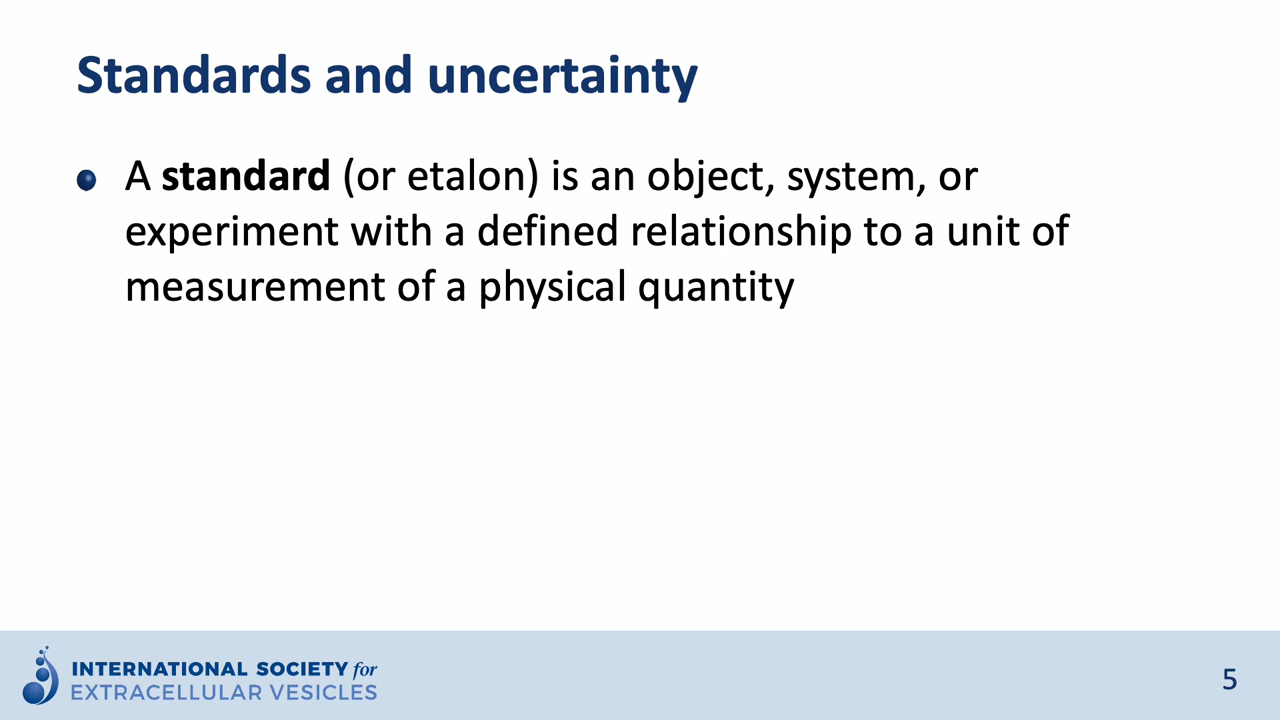 Standards and uncertainty
A standard (or etalon) is an object, system, or
experiment with a defined relationship to a unit of
measurement of a physical quantity
INTERNATIONAL SOCIETY for
EXTRACELLULAR VESICLES
5